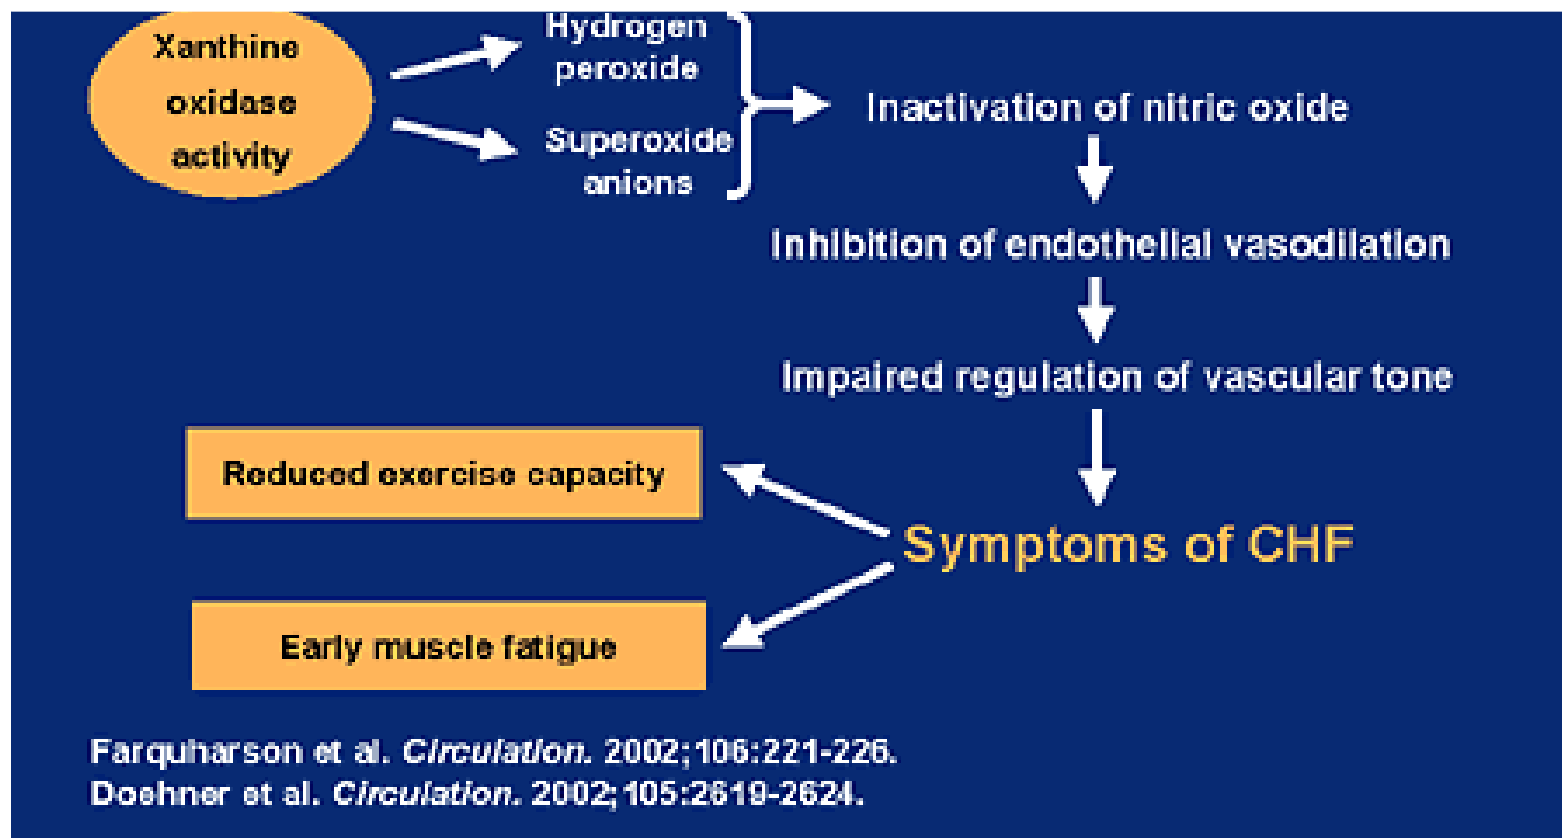 Xanthine
oxidase
activity
Hydrogen
peroxide
Superoxide
anions
Inactivation of nitric oxide
Inhibition of endothelial vasodilation
Impaired regulation of vascular tone
Symptoms of CHF
Reduced exercise capacity
Early muscle fatigue
Farquharson et al. Circulation. 2002;106:221-226.
Doehner et al. Circulation. 2002;105:2619-2624.